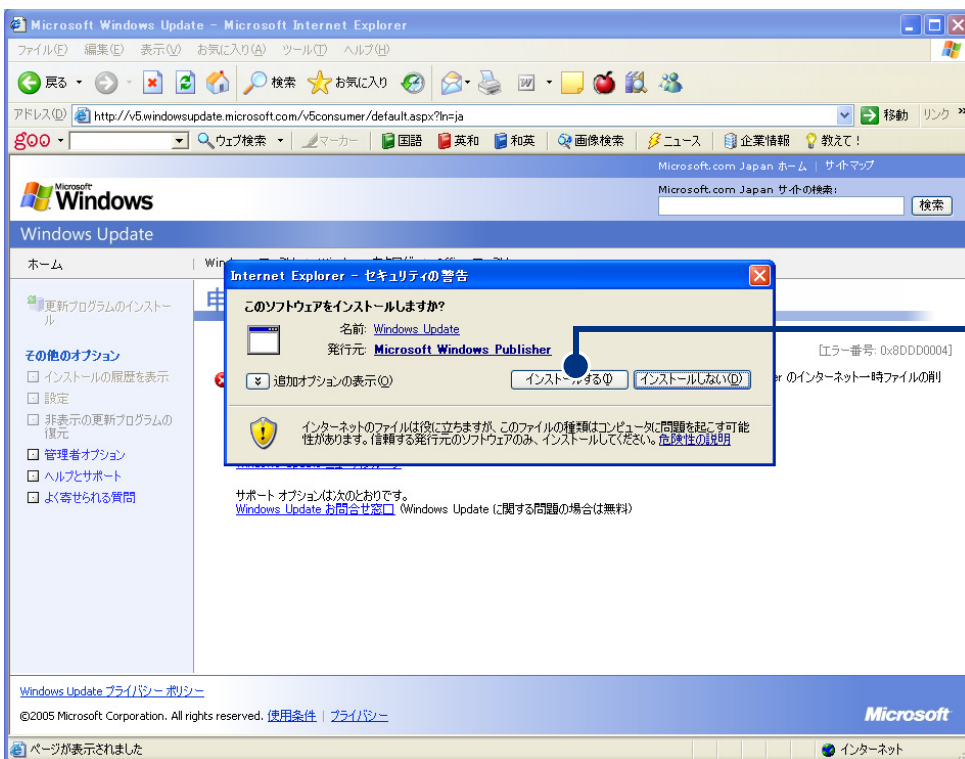 Microsoft Windows Update - Microsoft Internet Explorer
ファイル(F) 編集(E) 表示(V) お気に入り(A) ツール(T) ヘルプ(H)
戻る 検索 お気に入り
アドレス(D) http://v5.windowsupdate.microsoft.com/v5consumer/default.aspx?ln=ja 移動 リンク »
goo ウェブ検索 マーカー 国語 英和 和英 画像検索 ニュース 企業情報 教えて!
Microsoft.com Japan ホーム | サイトマップ
Microsoft Windows
Microsoft.com Japan サイトの検索:
検索
Windows Update
ホーム
更新プログラムのインストール
その他のオプション
インストールの履歴を表示
設定
非表示の更新プログラムの復元
管理者オプション
ヘルプとサポート
よく寄せられる質問
Internet Explorer - セキュリティの警告
このソフトウェアをインストールしますか?
名前: Windows Update
発行元: Microsoft Windows Publisher
追加オプションの表示(O) インストールする(I) インストールしない(D)
インターネットのファイルは役に立ちますが、このファイルの種類はコンピュータに問題を起こす可能
性があります。信頼する発行元のソフトウェアのみ、インストールしてください。危険性の説明
[エラー番号: 0x8DDD0004]
のインターネット一時ファイルの削
サポート オプションは次のとおりです。
Windows Update お問合せ窓口 (Windows Update に関する問題の場合は無料)
Windows Update プライバシー ポリシー
©2005 Microsoft Corporation. All rights reserved. 使用条件 | プライバシー
Microsoft
ページが表示されました インターネット